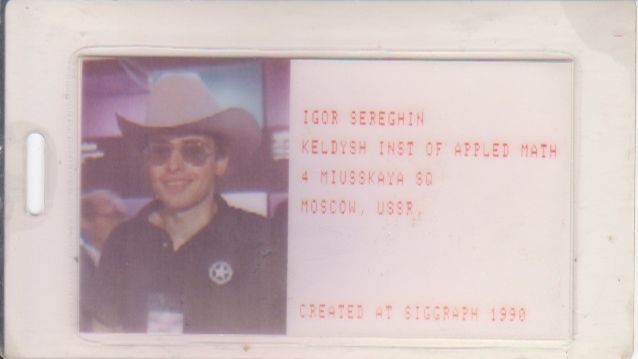 IGOR SEREGHIN
KELDYSH INST OF APPLED MATH
4 MIUSSKAYA SQ
MOSCOW, USSR
CREATED AT SIGGRAPH 1990